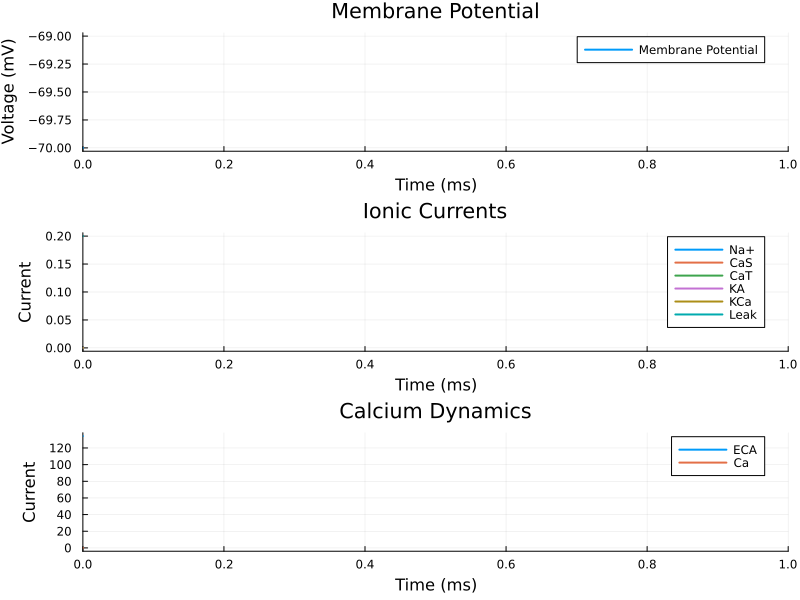 Membrane Potential
Voltage (mV)
−69.00
−69.25
−69.50
−69.75
−70.00
Membrane Potential
0.0 0.2 0.4 0.6 0.8 1.0
Time (ms)
Ionic Currents
Current
0.20
0.15
0.10
0.05
0.00
Na+
CaS
CaT
KA
KCa
Leak
0.0 0.2 0.4 0.6 0.8 1.0
Time (ms)
Calcium Dynamics
Current
120
100
80
60
40
20
0
ECA
Ca
0.0 0.2 0.4 0.6 0.8 1.0
Time (ms)